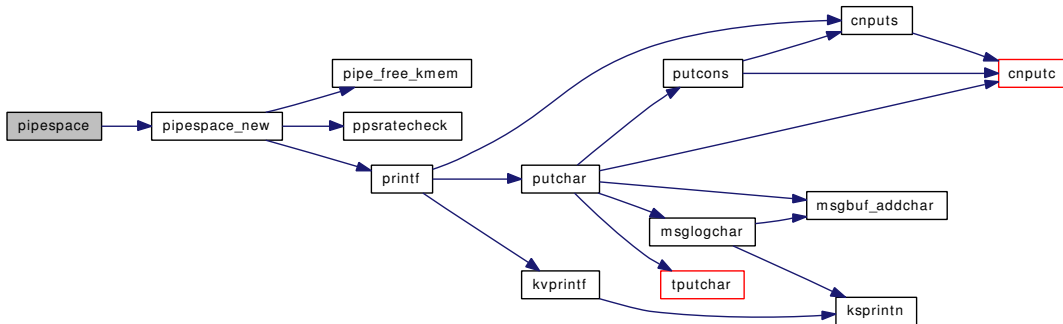 pipespace
pipespace_new
pipe_free_kmem
ppsratecheck
printf
cnputs
putcons
cnputc
putchar
msgbuf_addchar
msglogchar
tputchar
kvprintf
ksprintn